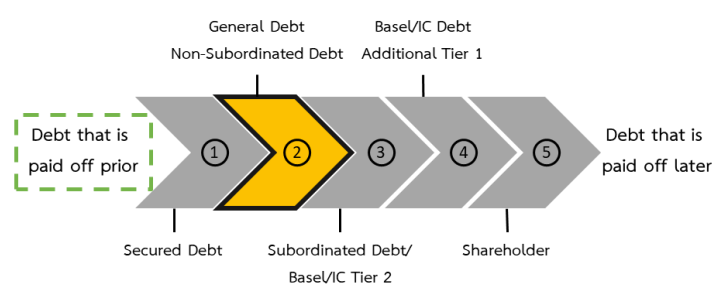 General Debt
Non-Subordinated Debt
Basel/IC Debt
Additional Tier 1
Debt that is
paid off prior
1
2
3
4
5
Debt that is
paid off later
Secured Debt
Subordinated Debt/
Basel/IC Tier 2
Shareholder